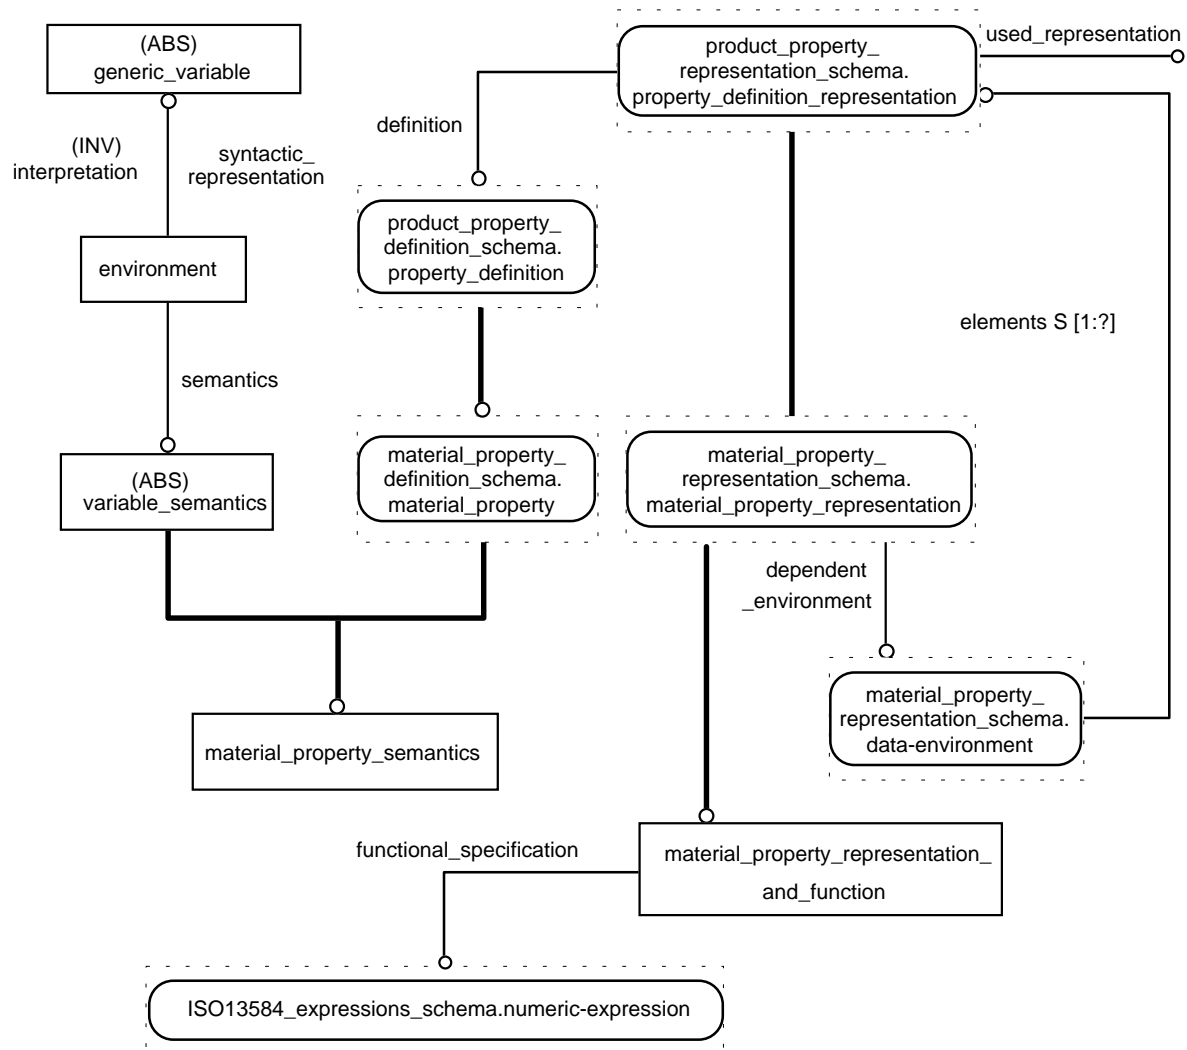 (ABS)
generic_variable
product_property_
representation_schema.
property_definition_representation
used_representation
definition
(INV)
interpretation
syntactic_
representation
product_property_
definition_schema.
property_definition
environment
elements S [1:?]
semantics
(ABS)
variable_semantics
material_property_
definition_schema.
material_property
material_property_
representation_schema.
material_property_representation
dependent
_environment
material_property_
representation_schema.
data-environment
material_property_semantics
functional_specification
material_property_representation_
and_function
ISO13584_expressions_schema.numeric-expression